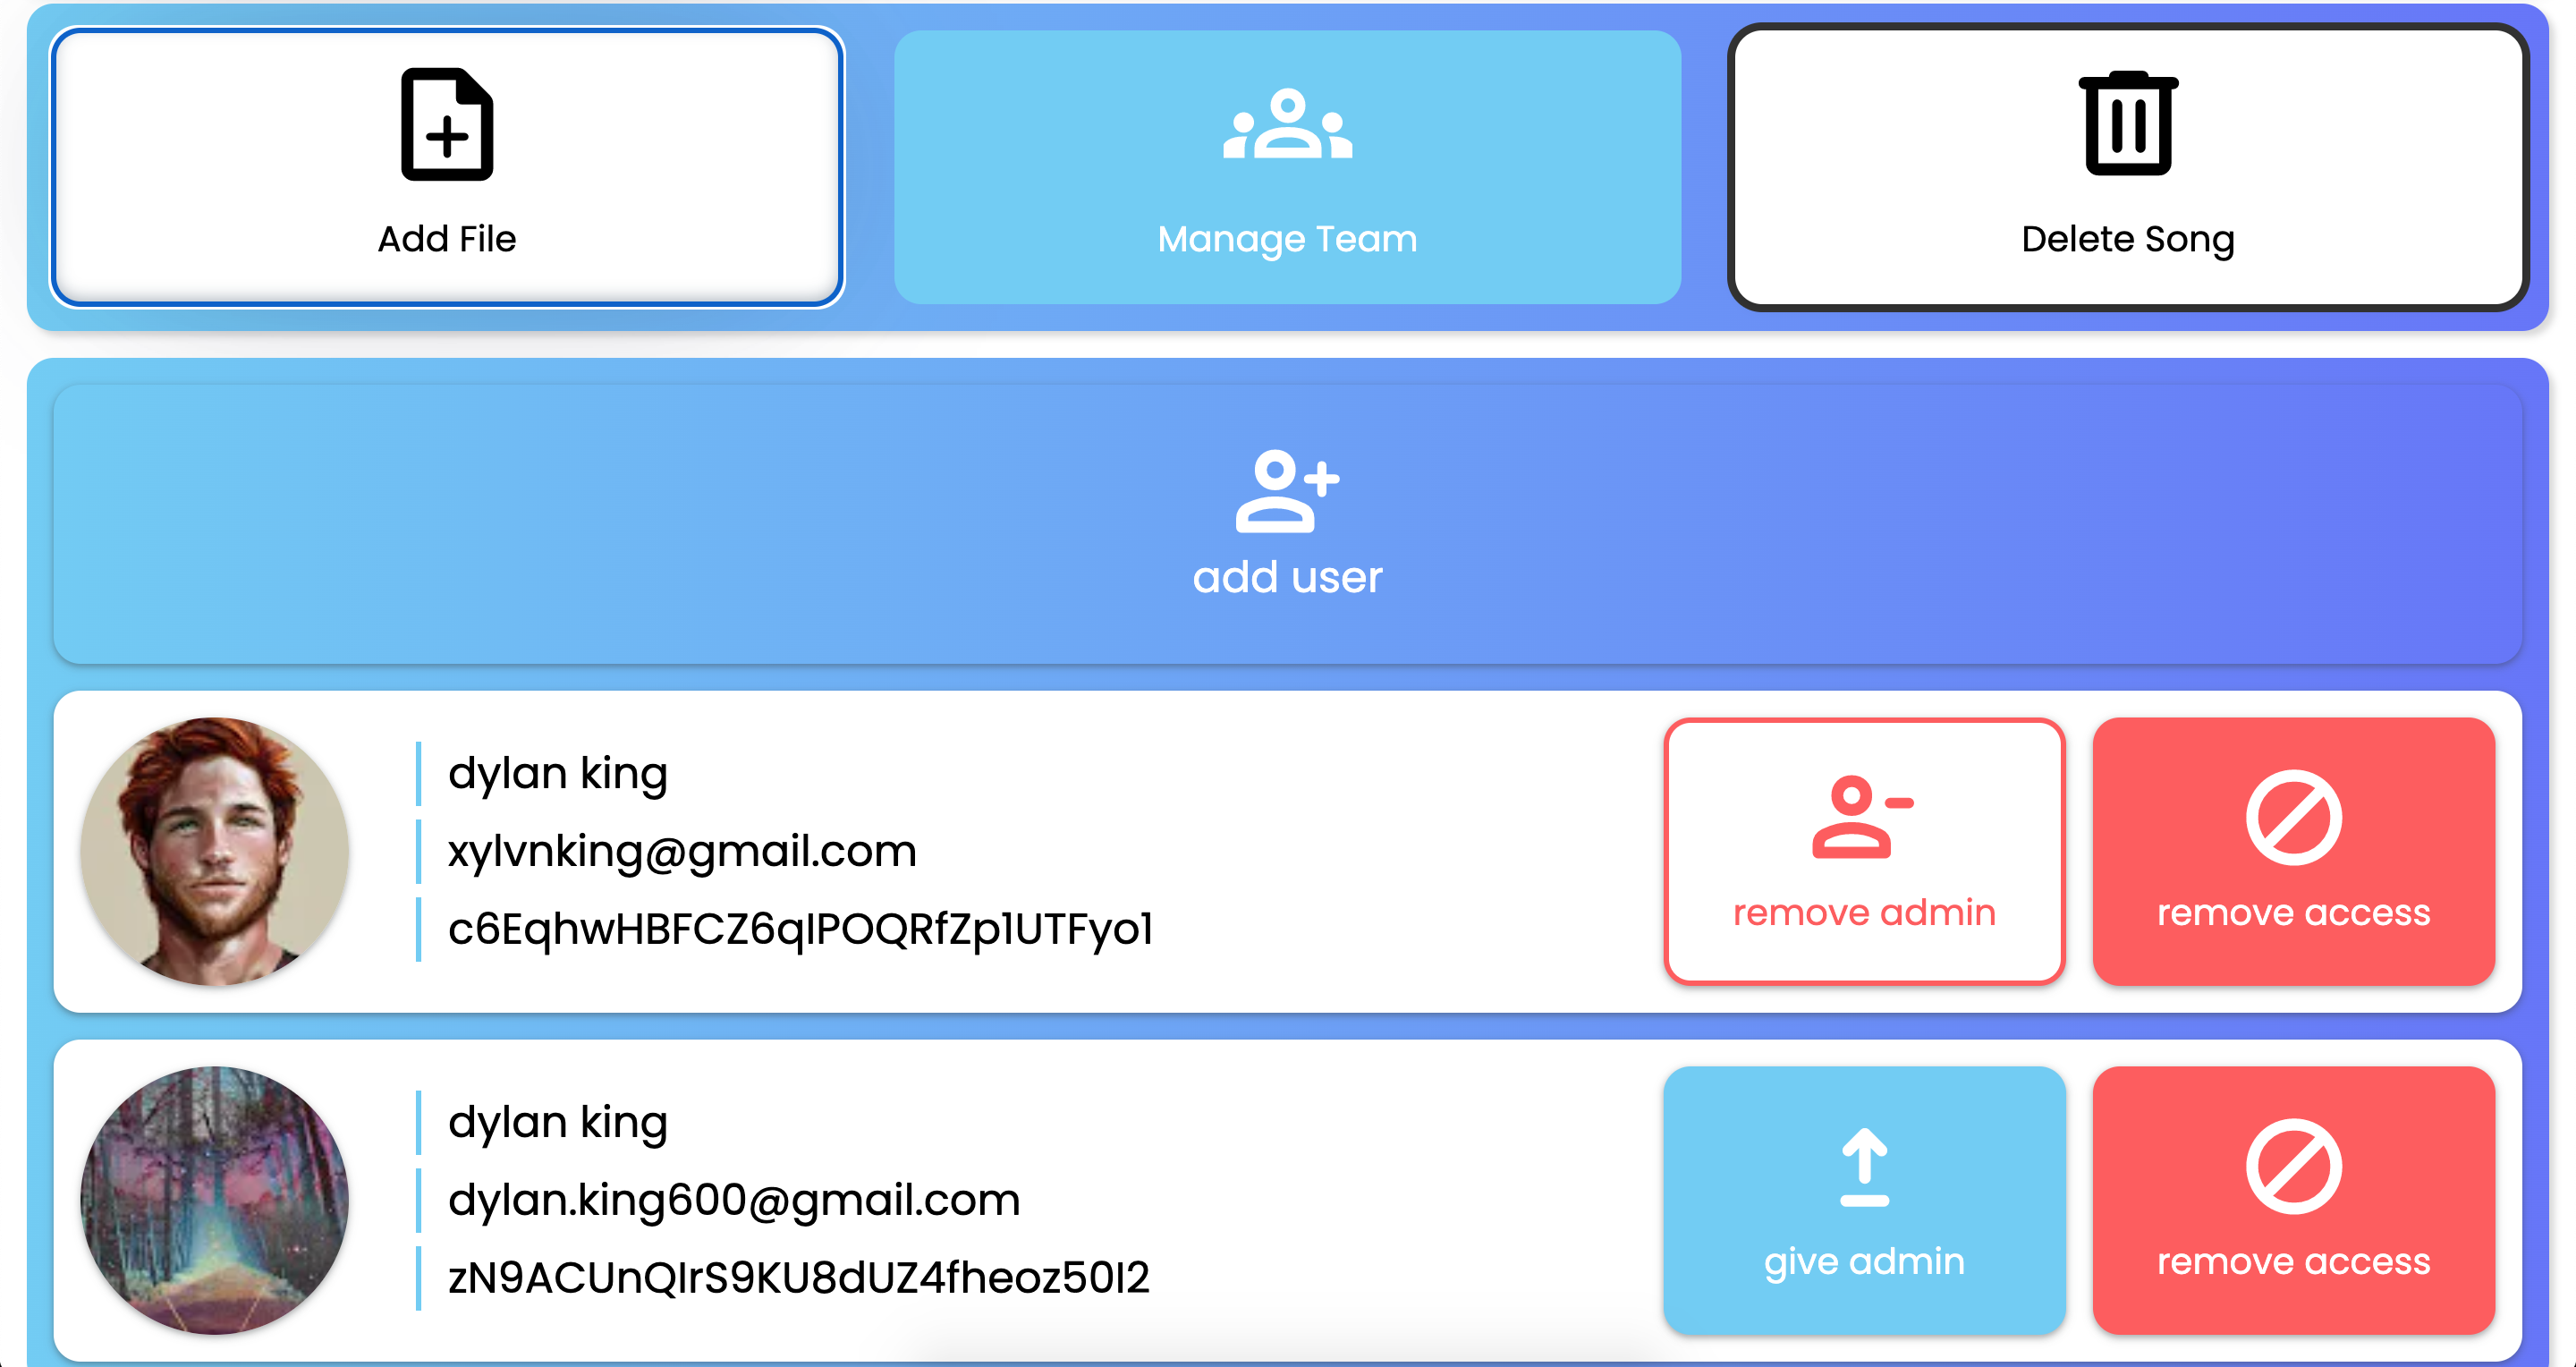 Add File
Manage Team
Delete Song
add user
dylan king
xylvnking@gmail.com
c6EqhwHBFCZ6qIPOQRfZp1UTFyo1
remove admin
remove access
dylan king
dylan.king600@gmail.com
zN9ACUnQIrS9KU8dUZ4fheoz50I2
give admin
remove access